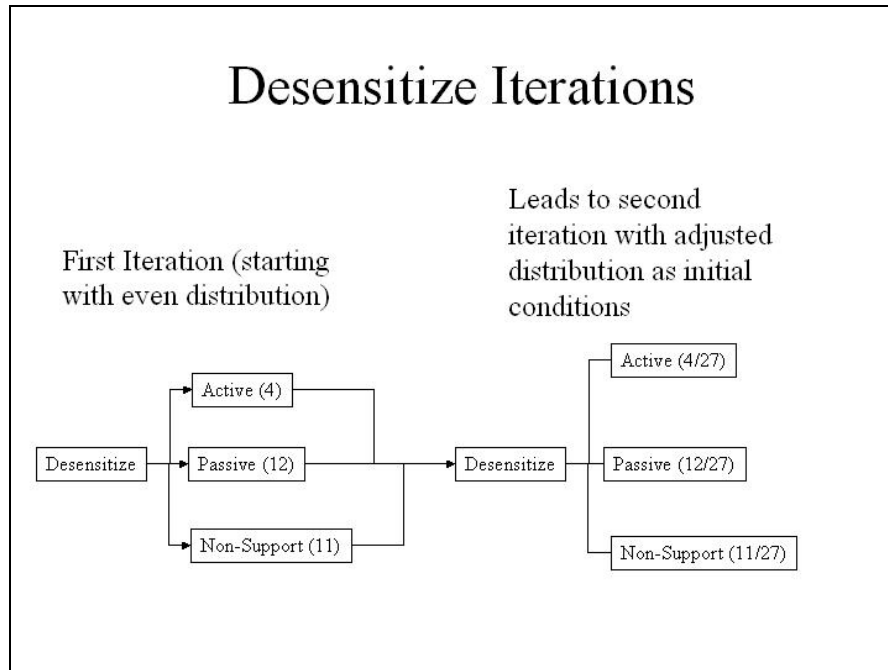 Desensitize Iterations
First Iteration (starting
with even distribution)
Leads to second
iteration with adjusted
distribution as initial
conditions
Desensitize
Active (4)
Passive (12)
Non-Support (11)
Desensitize
Active (4/27)
Passive (12/27)
Non-Support (11/27)